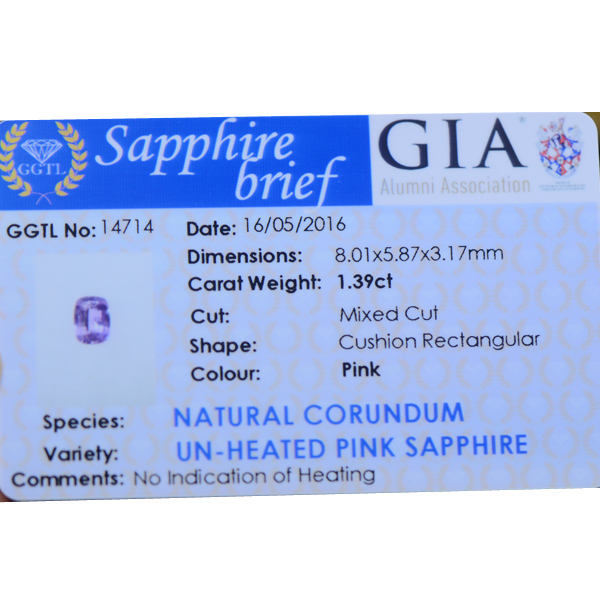 GGTL
Sapphire
brief
GIA®
Alumni Association
GGTL No: 14714
Date: 16/05/2016
Dimensions: 8.01x5.87x3.17mm
Carat Weight: 1.39ct
Cut: Mixed Cut
Shape: Cushion Rectangular
Colour: Pink
Species: NATURAL CORUNDUM
Variety: UN-HEATED PINK SAPPHIRE
Comments: No Indication of Heating